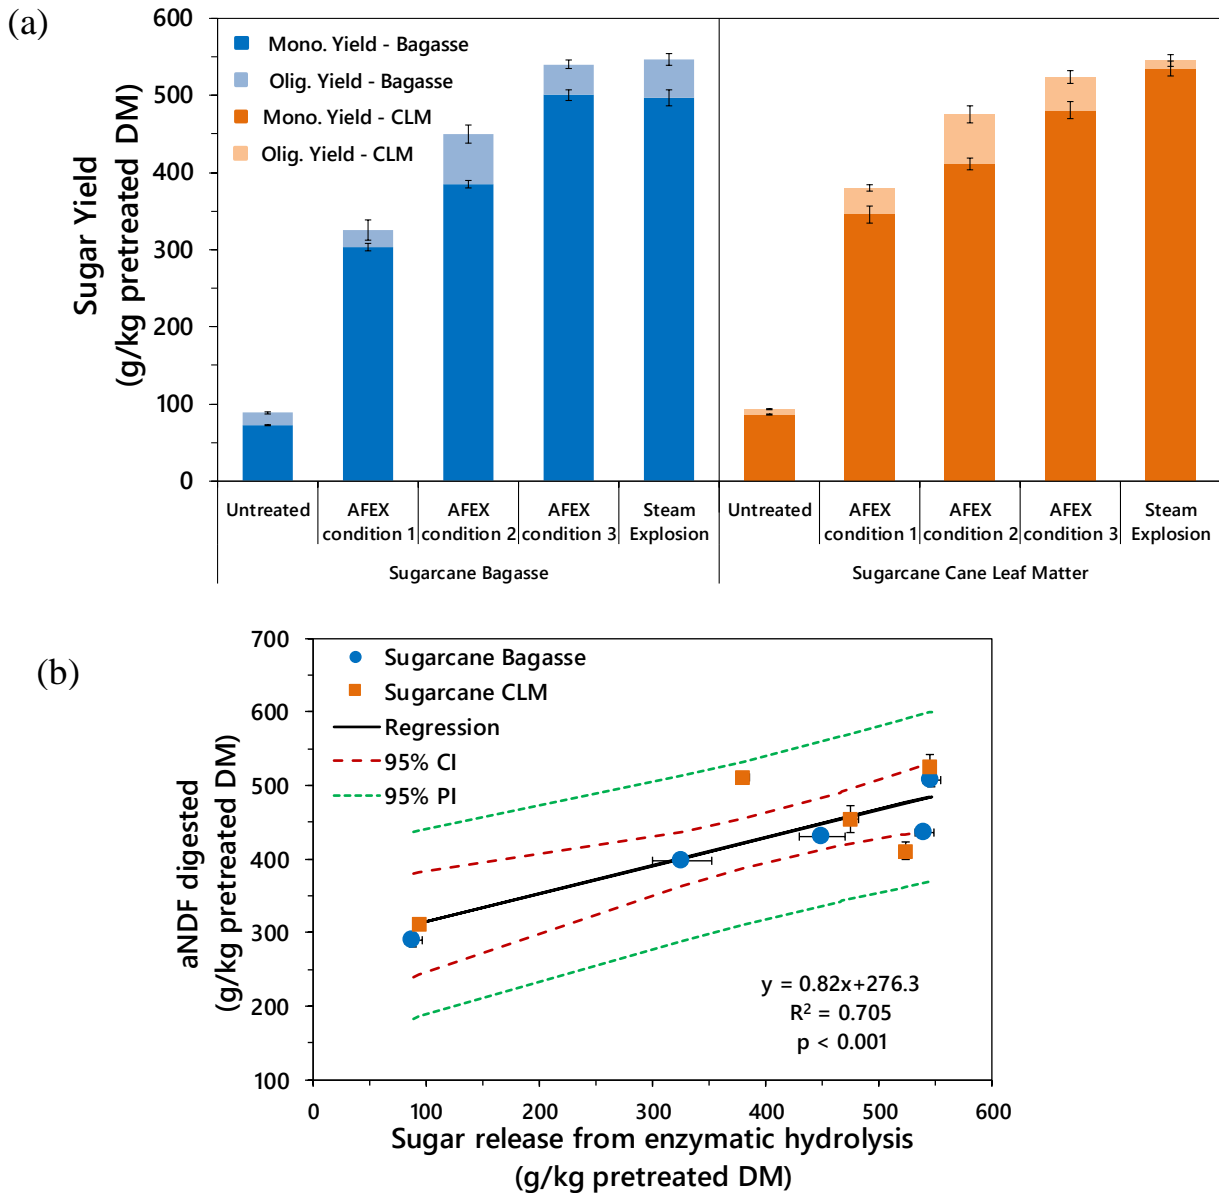 (a)
600
500
400
300
200
100
0
Sugar Yield
(g/kg pretreated DM)
Mono. Yield - Bagasse
Olig. Yield - Bagasse
Mono. Yield - CLM
Olig. Yield - CLM
Untreated
AFEX
condition 1
AFEX
condition 2
AFEX
condition 3
Steam
Explosion
Untreated
AFEX
condition 1
AFEX
condition 2
AFEX
condition 3
Steam
Explosion
Sugarcane Bagasse
Sugarcane Cane Leaf Matter
(b)
700
600
500
400
300
200
100
aNDF digested
(g/kg pretreated DM)
Sugarcane Bagasse
Sugarcane CLM
Regression
95% CI
95% PI
y = 0.82x+276.3
R² = 0.705
p < 0.001
0 100 200 300 400 500 600
Sugar release from enzymatic hydrolysis
(g/kg pretreated DM)